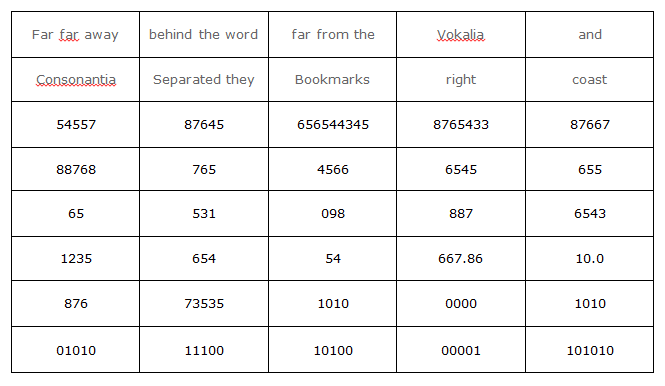 Far far away behind the word far from the Vokalia and
Consonantia Separated they Bookmarks right coast
54557 87645 656544345 8765433 87667
88768 765 4566 6545 655
65 531 098 887 6543
1235 654 54 667.86 10.0
876 73535 1010 0000 1010
01010 11100 10100 00001 101010